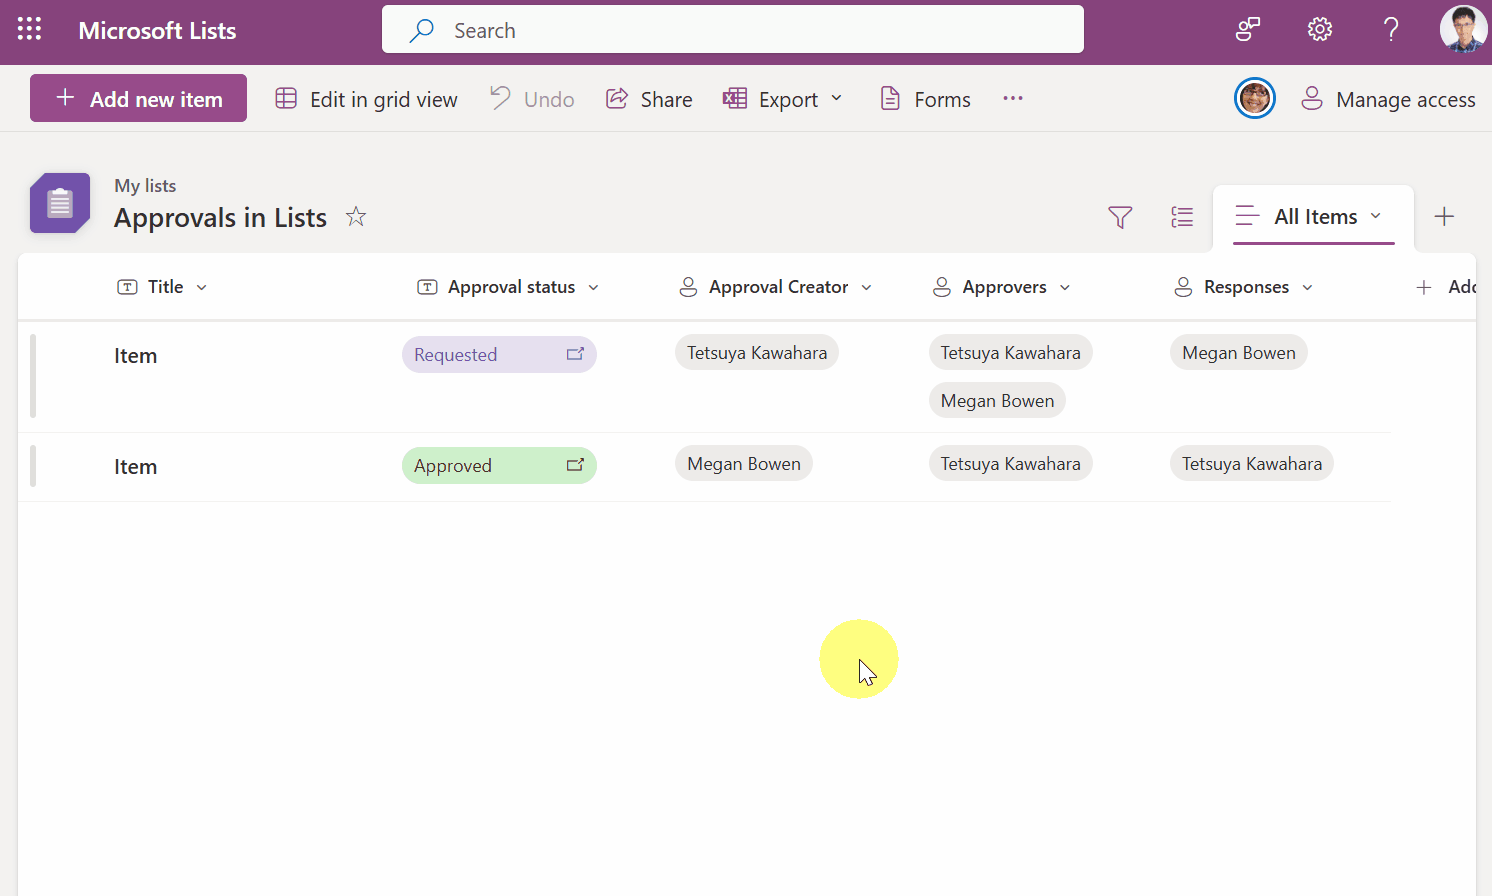 Microsoft Lists
Search
Add new item
Edit in grid view
Undo
Share
Export
Forms
Manage access
My lists
Approvals in Lists
All Items
Title
Approval status
Approval Creator
Approvers
Responses
Add
Item
Requested
Tetsuya Kawahara
Tetsuya Kawahara
Megan Bowen
Megan Bowen
Item
Approved
Megan Bowen
Tetsuya Kawahara
Tetsuya Kawahara